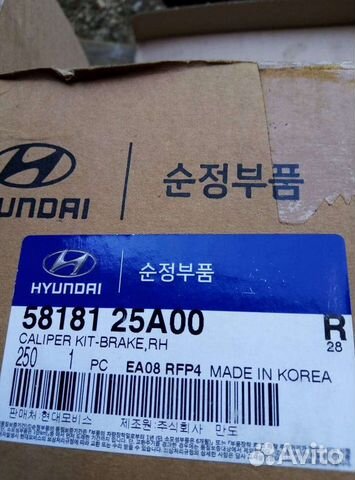 HYUNDAI
순정부품
HYUNDAI
순정부품
58181 25A00
R
CALIPER KIT-BRAKE,RH
28
250 1 PC EA08 RFP4 MADE IN KOREA
판매처:현대모비스 제조원:주식회사 만도
Avito